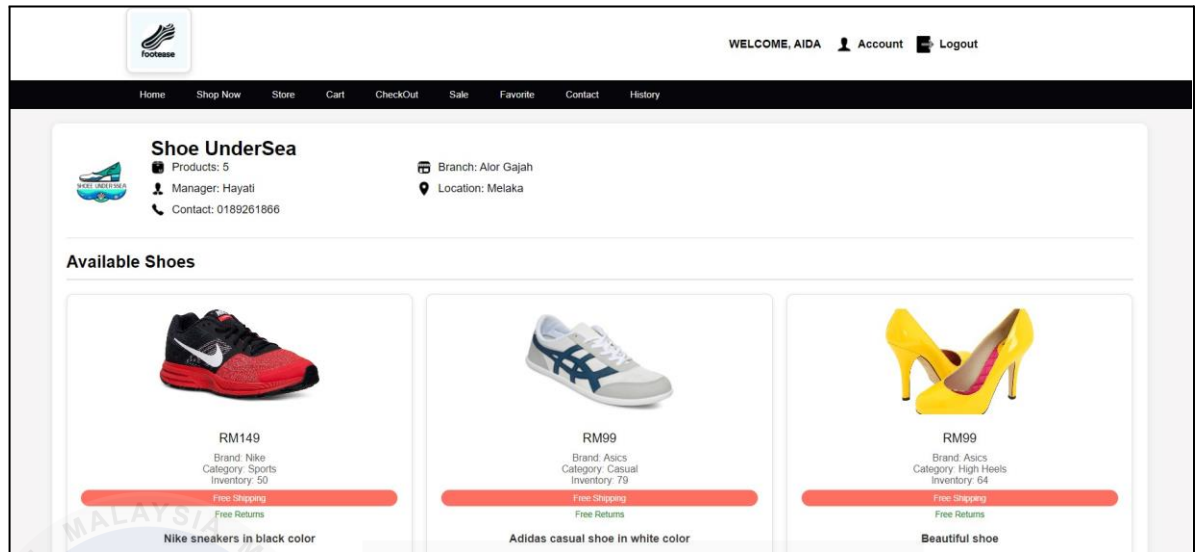 footease
WELCOME, AIDA Account Logout
Home Shop Now Store Cart CheckOut Sale Favorite Contact History
Shoe UnderSea
SHOE UNDERSEA
Products: 5
Manager: Hayati
Contact: 0189261866
Branch: Alor Gajah
Location: Melaka
Available Shoes
RM149
Brand: Nike
Category: Sports
Inventory: 50
Free Shipping
Free Returns
Nike sneakers in black color
RM99
Brand: Asics
Category: Casual
Inventory: 79
Free Shipping
Free Returns
Adidas casual shoe in white color
RM99
Brand: Asics
Category: High Heels
Inventory: 64
Free Shipping
Free Returns
Beautiful shoe
MALAYSIA